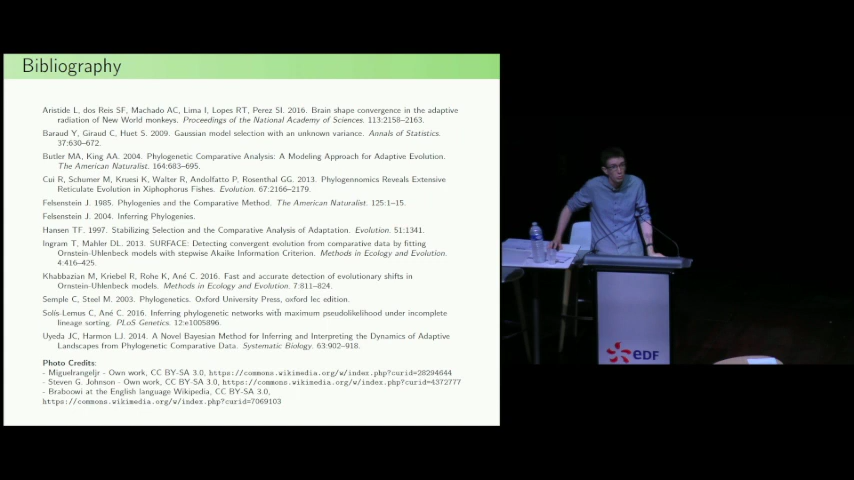 Bibliography
Aristide L, dos Reis SF, Machado AC, Lima I, Lopes RT, Perez SI. 2016. Brain shape convergence in the adaptive
radiation of New World monkeys. Proceedings of the National Academy of Sciences. 113:2158–2163.
Baraud Y, Giraud C, Huet S. 2009. Gaussian model selection with an unknown variance. Annals of Statistics.
37:630–672.
Butler MA, King AA. 2004. Phylogenetic Comparative Analysis: A Modeling Approach for Adaptive Evolution.
The American Naturalist. 164:683–695.
Cui R, Schumer M, Kruesi K, Walter R, Andolfatto P, Rosenthal GG. 2013. Phylogenomics Reveals Extensive
Reticulate Evolution in Xiphophorus Fishes. Evolution. 67:2166–2179.
Felsenstein J. 1985. Phylogenies and the Comparative Method. The American Naturalist. 125:1–15.
Felsenstein J. 2004. Inferring Phylogenies.
Hansen TF. 1997. Stabilizing Selection and the Comparative Analysis of Adaptation. Evolution. 51:1341.
Ingram T, Mahler DL. 2013. SURFACE: Detecting convergent evolution from comparative data by fitting
Ornstein-Uhlenbeck models with stepwise Akaike Information Criterion. Methods in Ecology and Evolution.
4:416–425.
Khabbazian M, Kriebel R, Rohe K, Ané C. 2016. Fast and accurate detection of evolutionary shifts in
Ornstein-Uhlenbeck models. Methods in Ecology and Evolution. 7:811–824.
Semple C, Steel M. 2003. Phylogenetics. Oxford University Press, oxford lec edition.
Solís-Lemus C, Ané C. 2016. Inferring phylogenetic networks with maximum pseudolikelihood under incomplete
lineage sorting. PLoS Genetics. 12:e1005896.
Uyeda JC, Harmon LJ. 2014. A Novel Bayesian Method for Inferring and Interpreting the Dynamics of Adaptive
Landscapes from Phylogenetic Comparative Data. Systematic Biology. 63:902–918.
Photo Credits:
- Miguelrangeljr - Own work, CC BY-SA 3.0, https://commons.wikimedia.org/w/index.php?curid=28294644
- Steven G. Johnson - Own work, CC BY-SA 3.0, https://commons.wikimedia.org/w/index.php?curid=4372777
- Braboowi at the English language Wikipedia, CC BY-SA 3.0,
https://commons.wikimedia.org/w/index.php?curid=7069103
eDF